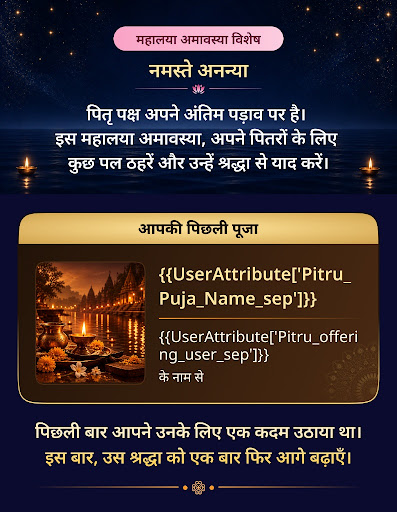 महालया अमावस्या विशेष
नमस्ते अनन्या
पितृ पक्ष अपने अंतिम पड़ाव पर है।
इस महालया अमावस्या, अपने पितरों के लिए
कुछ पल ठहरें और उन्हें श्रद्धा से याद करें।
आपकी पिछली पूजा
{{UserAttribute['Pitru_
Puja_Name_sep']}}
{{UserAttribute['Pitru_offeri
ng_user_sep']}}
के नाम से
पिछली बार आपने उनके लिए एक कदम उठाया था।
इस बार, उस श्रद्धा को एक बार फिर आगे बढ़ाएँ।